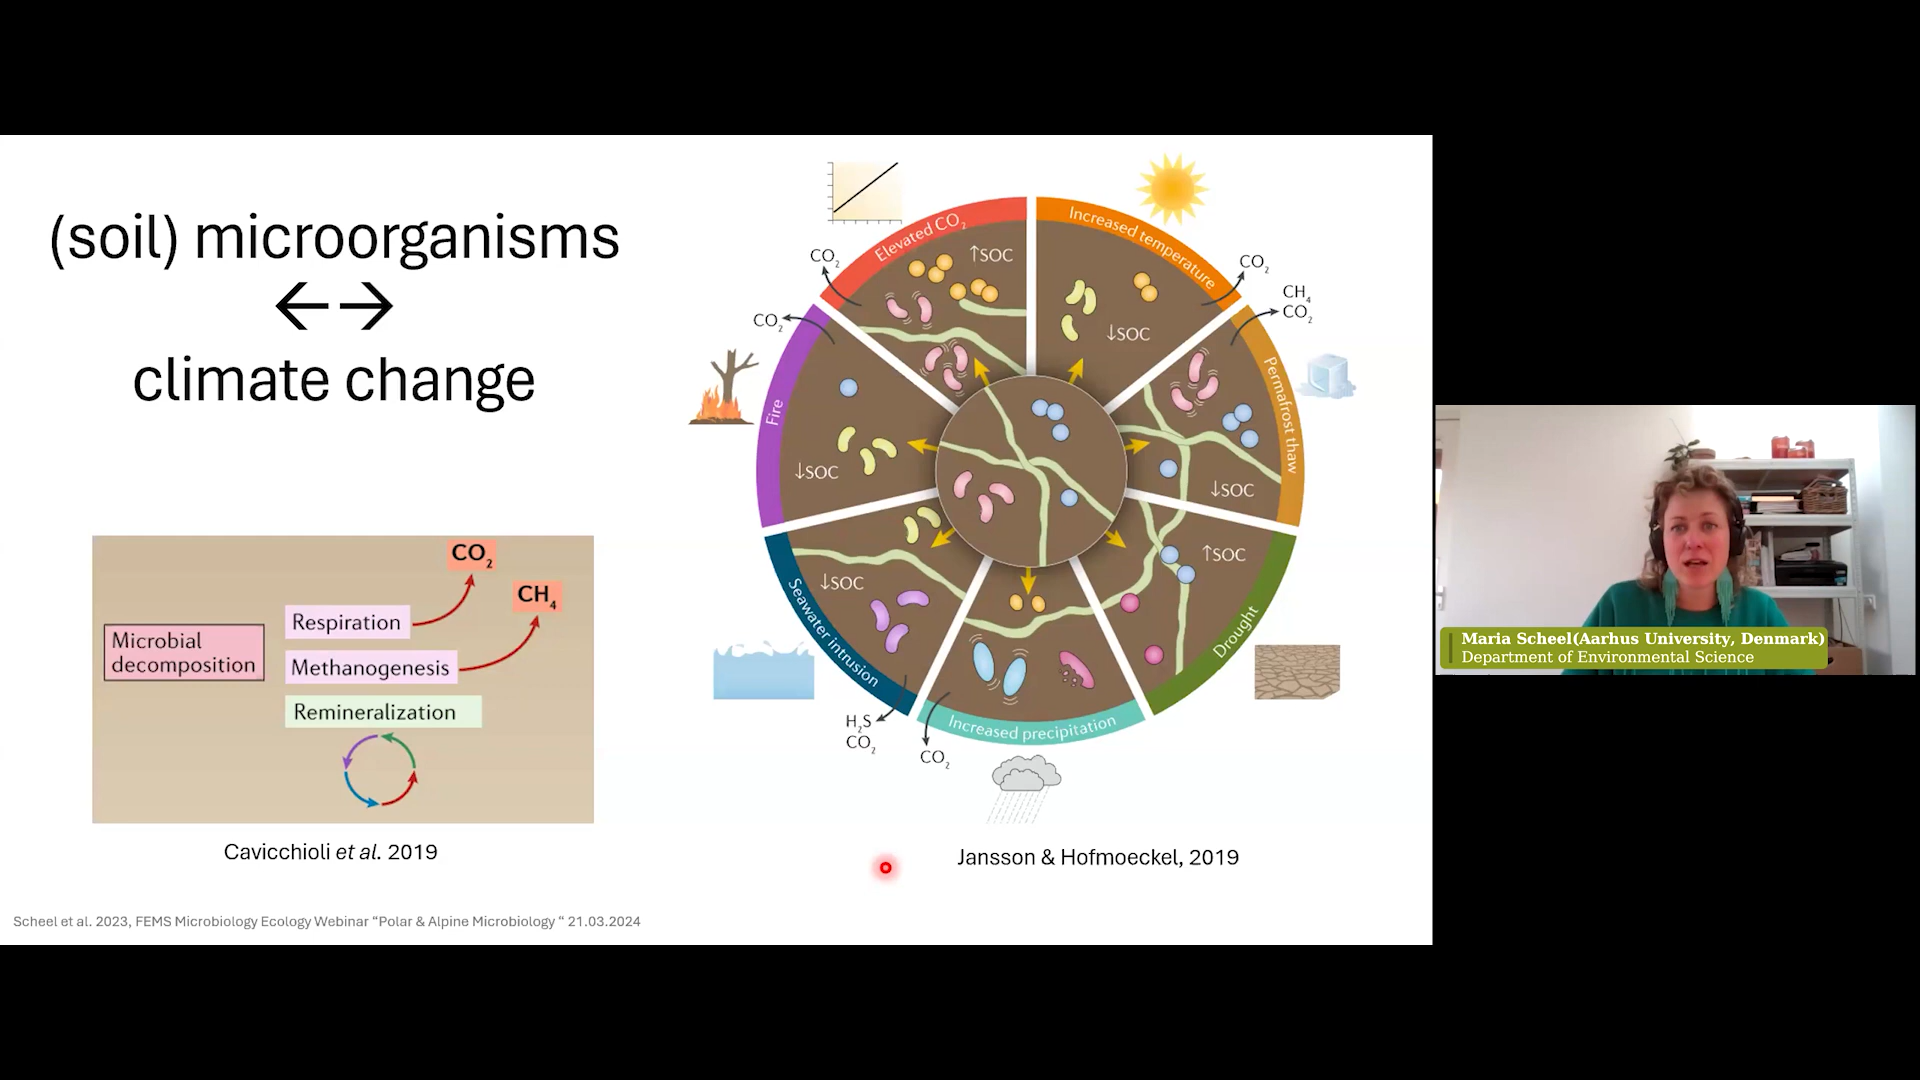 (soil) microorganisms
←→
climate change
CO₂
CH₄
Respiration
Microbial
decomposition
Methanogenesis
Remineralization
Cavicchioli et al. 2019
Elevated CO₂
↑SOC
CO₂
Increased temperature
↓SOC
CO₂
Permafrost thaw
↓SOC
CH₄
CO₂
Drought
↑SOC
Increased precipitation
CO₂
Seawater intrusion
↓SOC
H₂S
CO₂
Fire
↓SOC
CO₂
Jansson & Hofmoeckel, 2019
Scheel et al. 2023, FEMS Microbiology Ecology Webinar “Polar & Alpine Microbiology “ 21.03.2024
Maria Scheel(Aarhus University, Denmark)
Department of Environmental Science